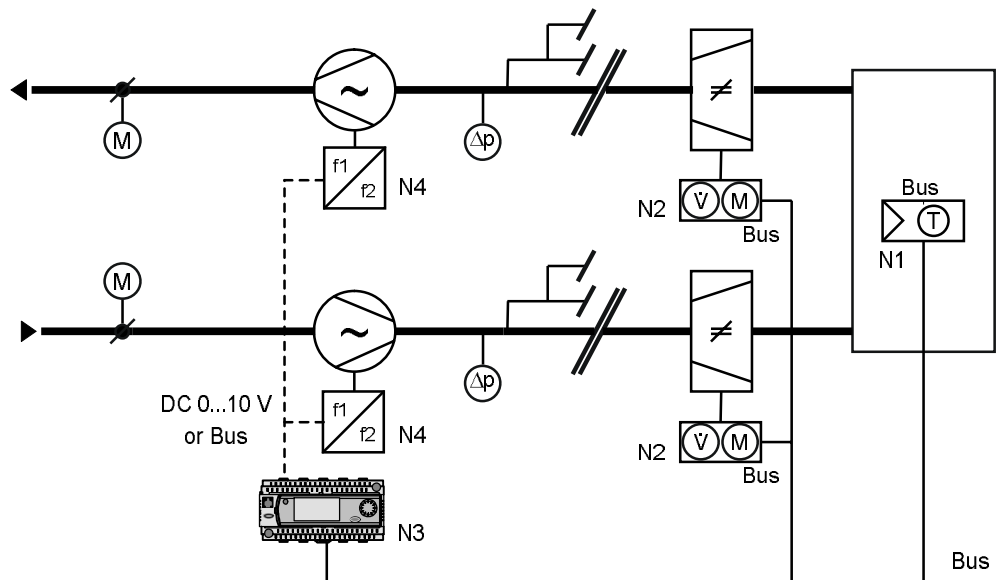 M
~
Δp
f1
f2
N4
N2
V̇
M
Bus
Bus
T
N1
M
~
Δp
DC 0...10 V
or Bus
f1
f2
N4
N2
V̇
M
Bus
N3
Bus